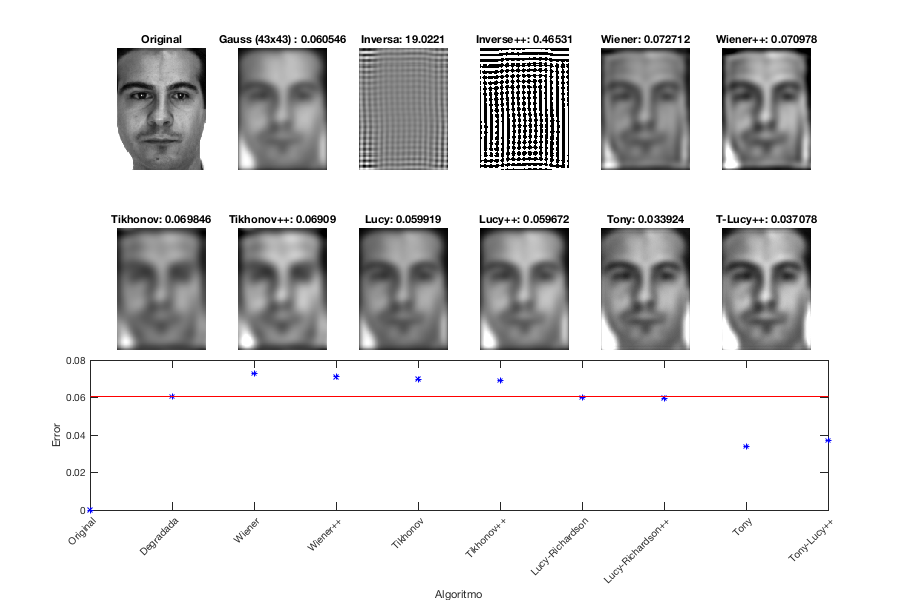 Original
Gauss (43x43) : 0.060546
Inversa: 19.0221
Inverse++: 0.46531
Wiener: 0.072712
Wiener++: 0.070978
Tikhonov: 0.069846
Tikhonov++: 0.06909
Lucy: 0.059919
Lucy++: 0.059672
Tony: 0.033924
T-Lucy++: 0.037078
0.08
0.06
0.04
0.02
0
Error
Original
Degradada
Wiener
Wiener++
Tikhonov
Tikhonov++
Lucy-Richardson
Lucy-Richardson++
Tony
Tony-Lucy++
Algoritmo